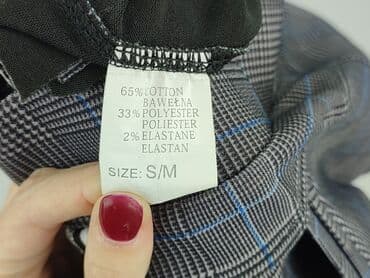 65% COTTON
BAWEŁNA
33% POLYESTER
POLIESTER
2% ELASTANE
ELASTAN
SIZE: S/M